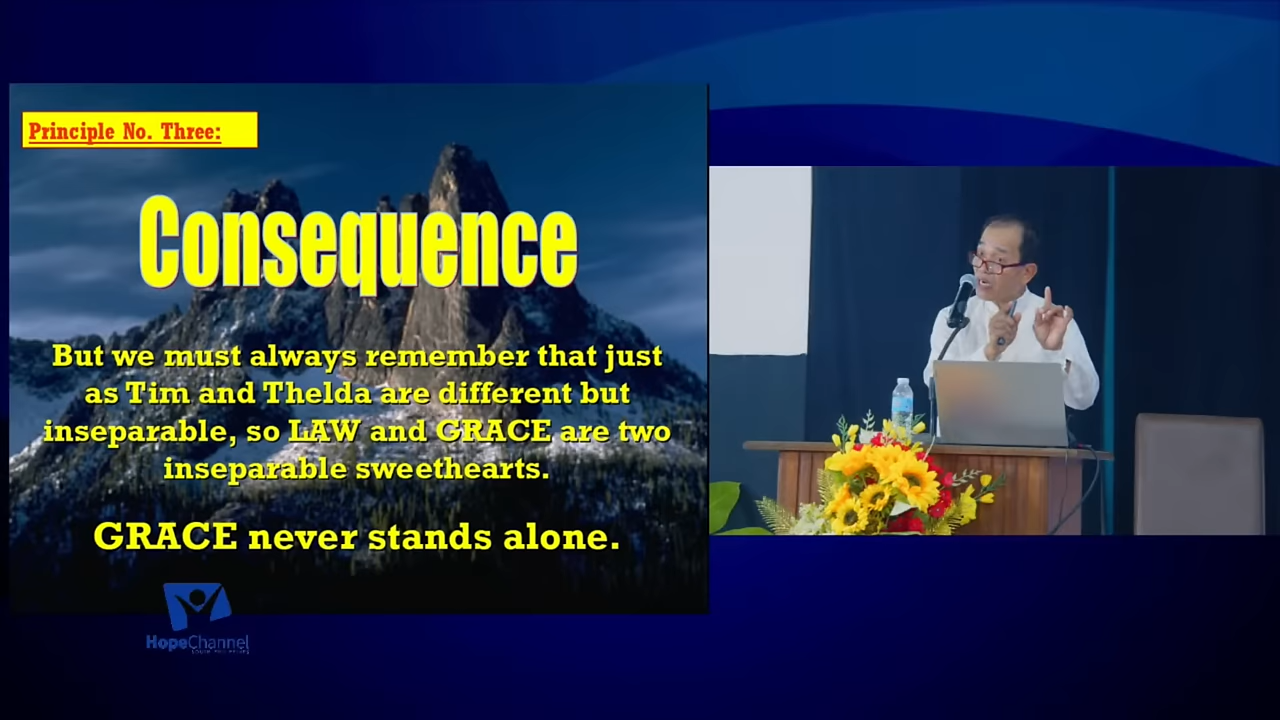 Principle No. Three:
Consequence
But we must always remember that just
as Tim and Thelda are different but
inseparable, so LAW and GRACE are two
inseparable sweethearts.
GRACE never stands alone.
HopeChannel